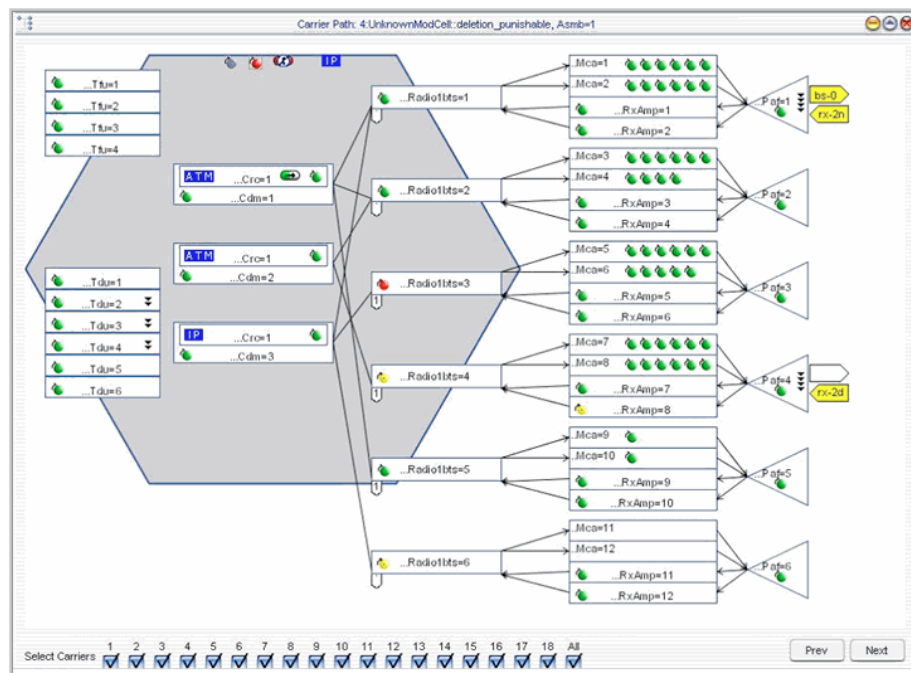 Carrier Path: 4:UnknownModCell::deletion_punishable, Asmb=1
IP
...Tfu=1
...Tfu=2
...Tfu=3
...Tfu=4
ATM ...Crc=1
...Cdm=1
ATM ...Crc=1
...Cdm=2
IP ...Crc=1
...Cdm=3
...Tdu=1
...Tdu=2
...Tdu=3
...Tdu=4
...Tdu=5
...Tdu=6
...Radio1bts=1
...Radio1bts=2
...Radio1bts=3
1
...Radio1bts=4
1
...Radio1bts=5
1
...Radio1bts=6
..Mca=1
..Mca=2
...RxAmp=1
...RxAmp=2
...Paf=1
bs-0
rx-2n
..Mca=3
..Mca=4
...RxAmp=3
...RxAmp=4
...Paf=2
..Mca=5
..Mca=6
...RxAmp=5
...RxAmp=6
...Paf=3
..Mca=7
..Mca=8
...RxAmp=7
...RxAmp=8
...Paf=4
rx-2d
..Mca=9
..Mca=10
...RxAmp=9
...RxAmp=10
...Paf=5
..Mca=11
..Mca=12
...RxAmp=11
...RxAmp=12
...Paf=6
Select Carriers 1 2 3 4 5 6 7 8 9 10 11 12 13 14 15 16 17 18 All
Prev Next